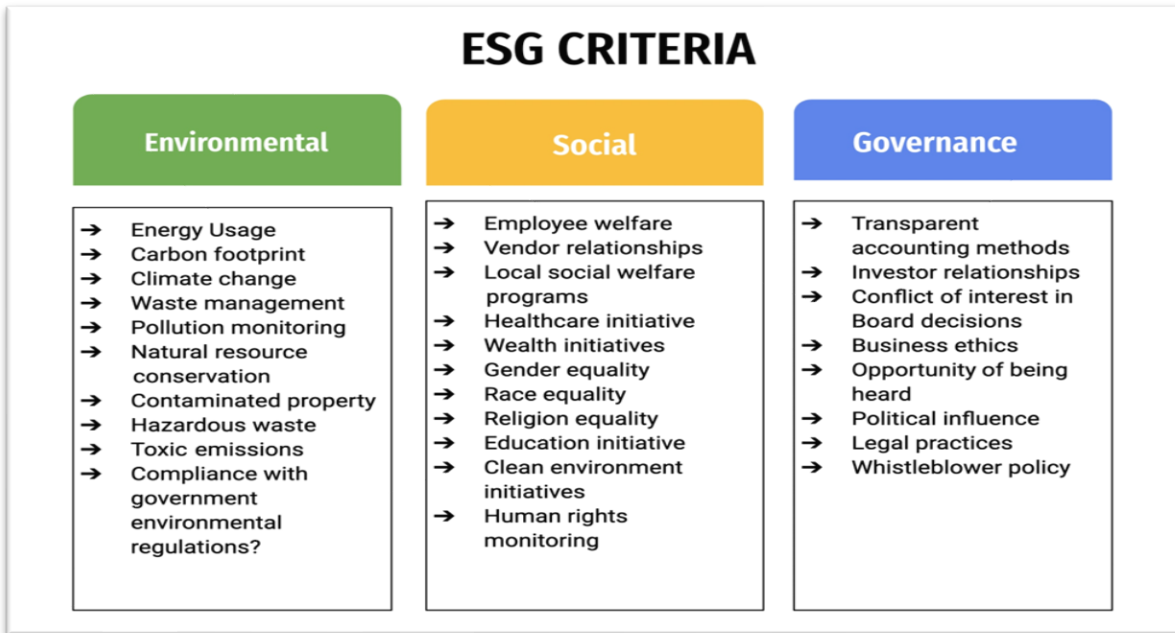 ESG CRITERIA
Environmental
➔ Energy Usage
➔ Carbon footprint
➔ Climate change
➔ Waste management
➔ Pollution monitoring
➔ Natural resource
conservation
➔ Contaminated property
➔ Hazardous waste
➔ Toxic emissions
➔ Compliance with
government
environmental
regulations?
Social
➔ Employee welfare
➔ Vendor relationships
➔ Local social welfare
programs
➔ Healthcare initiative
➔ Wealth initiatives
➔ Gender equality
➔ Race equality
➔ Religion equality
➔ Education initiative
➔ Clean environment
initiatives
➔ Human rights
monitoring
Governance
➔ Transparent
accounting methods
➔ Investor relationships
➔ Conflict of interest in
Board decisions
➔ Business ethics
➔ Opportunity of being
heard
➔ Political influence
➔ Legal practices
➔ Whistleblower policy